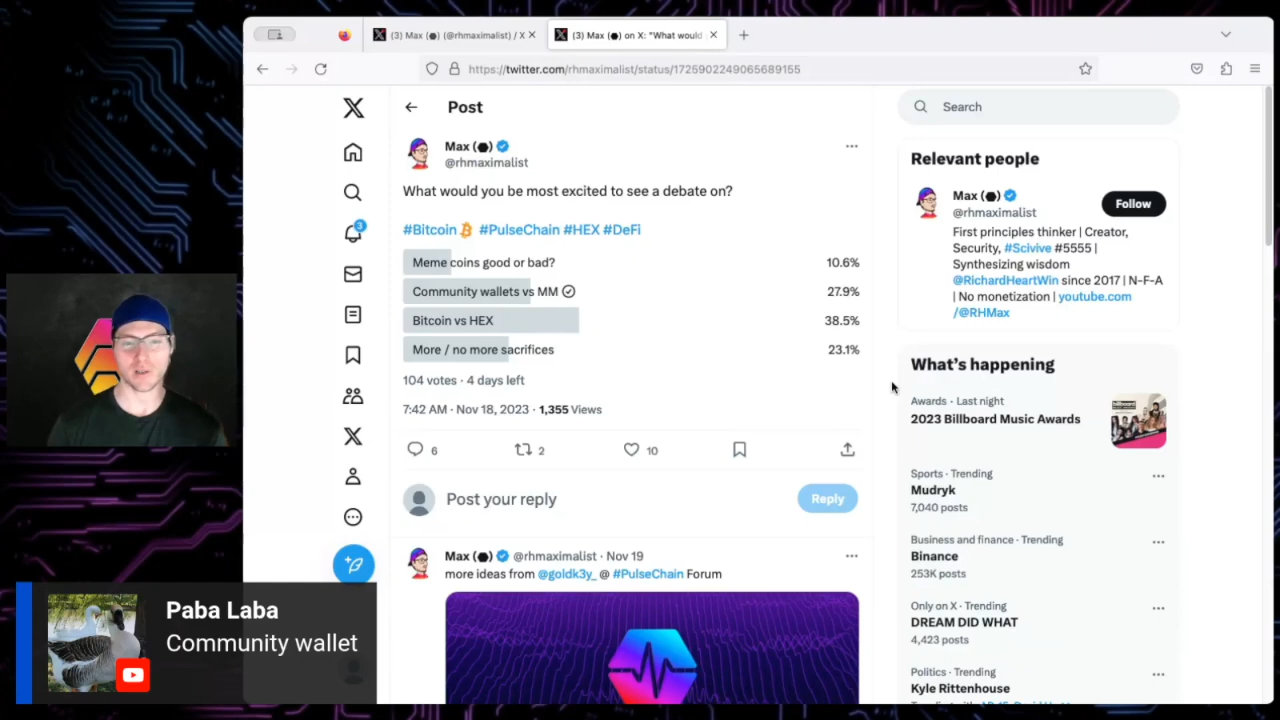 (3) Max (⬣) (@rhmaximalist) / X
(3) Max (⬣) on X: "What would
https://twitter.com/rhmaximalist/status/1725902249065689155
Post
Max (⬣)
@rhmaximalist
What would you be most excited to see a debate on?
#Bitcoin #PulseChain #HEX #DeFi
Meme coins good or bad? 10.6%
Community wallets vs MM 27.9%
Bitcoin vs HEX 38.5%
More / no more sacrifices 23.1%
104 votes · 4 days left
7:42 AM · Nov 18, 2023 · 1,355 Views
6 2 10
Post your reply
Reply
Max (⬣) @rhmaximalist · Nov 19
more ideas from @goldk3y_ @ #PulseChain Forum
Search
Relevant people
Max (⬣)
@rhmaximalist
Follow
First principles thinker | Creator,
Security, #Scivive #5555 |
Synthesizing wisdom
@RichardHeartWin since 2017 | N-F-A
| No monetization | youtube.com
/@RHMax
What's happening
Awards · Last night
2023 Billboard Music Awards
Sports · Trending
Mudryk
7,040 posts
Business and finance · Trending
Binance
253K posts
Only on X · Trending
DREAM DID WHAT
4,423 posts
Politics · Trending
Kyle Rittenhouse
3
Paba Laba
Community wallet